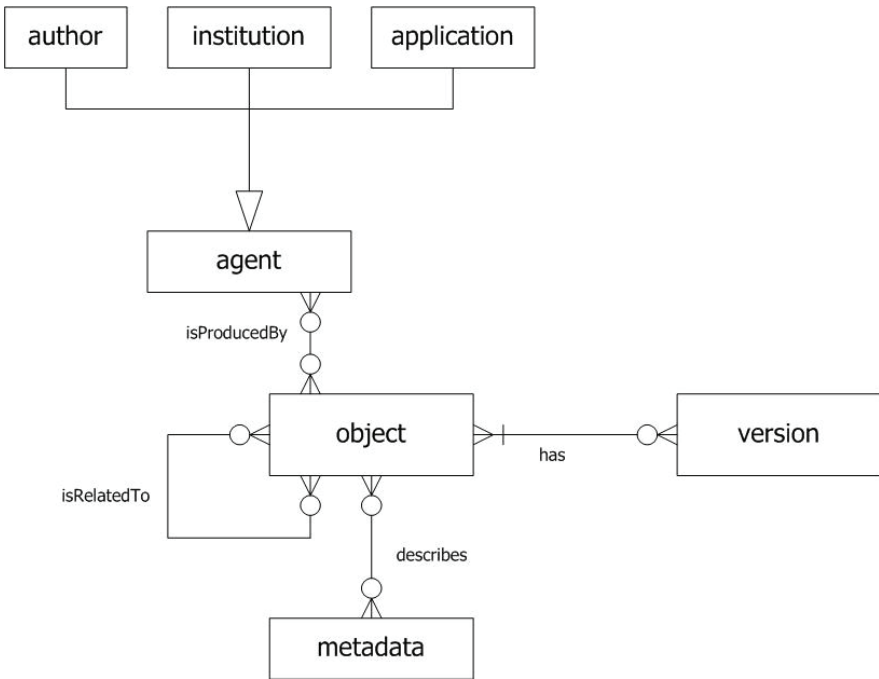 author
institution
application
agent
isProducedBy
object
version
has
isRelatedTo
describes
metadata